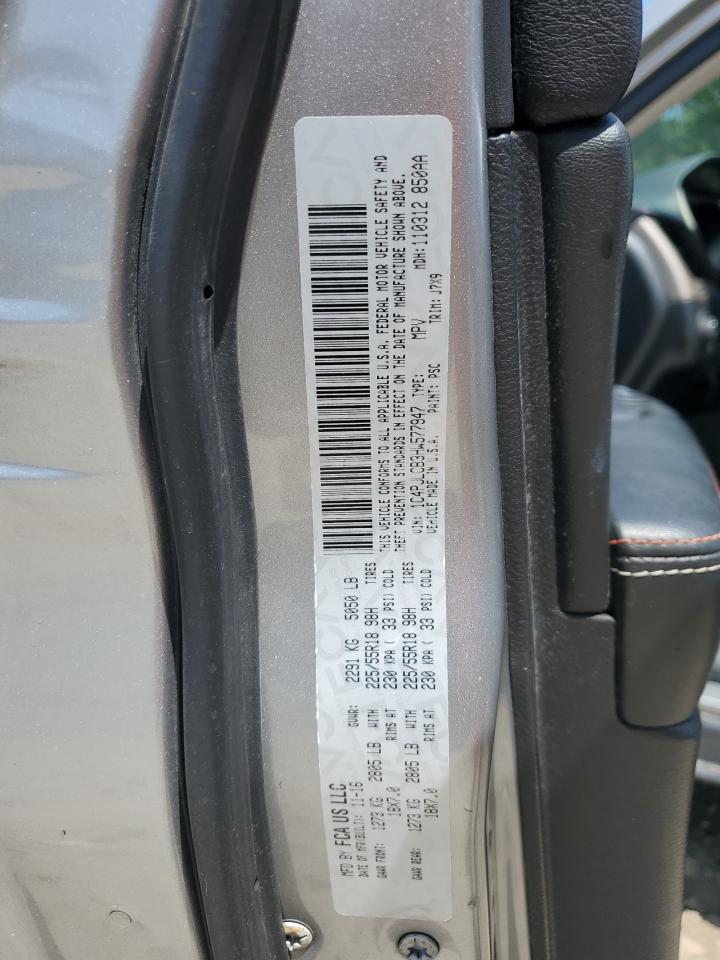 MFD BY FCA US LLC
DATE OF MFR(BUILT): 11-16 GVWR: 2291 KG 5050 LB
GAWR FRONT: 1273 KG 2805 LB WITH 225/55R18 98H TIRES
18X7.0 RIMS AT 230 KPA ( 33 PSI) COLD
GAWR REAR: 1273 KG 2805 LB WITH 225/55R18 98H TIRES
18X7.0 RIMS AT 230 KPA ( 33 PSI) COLD
THIS VEHICLE CONFORMS TO ALL APPLICABLE U.S.A. FEDERAL MOTOR VEHICLE SAFETY AND
THEFT PREVENTION STANDARDS IN EFFECT ON THE DATE OF MANUFACTURE SHOWN ABOVE.
VIN: 1C4PJLCB3HW577947 TYPE: MPV MDH: 110312 850AA
VEHICLE MADE IN U.S.A. PAINT: PSC TRIM: J7X9